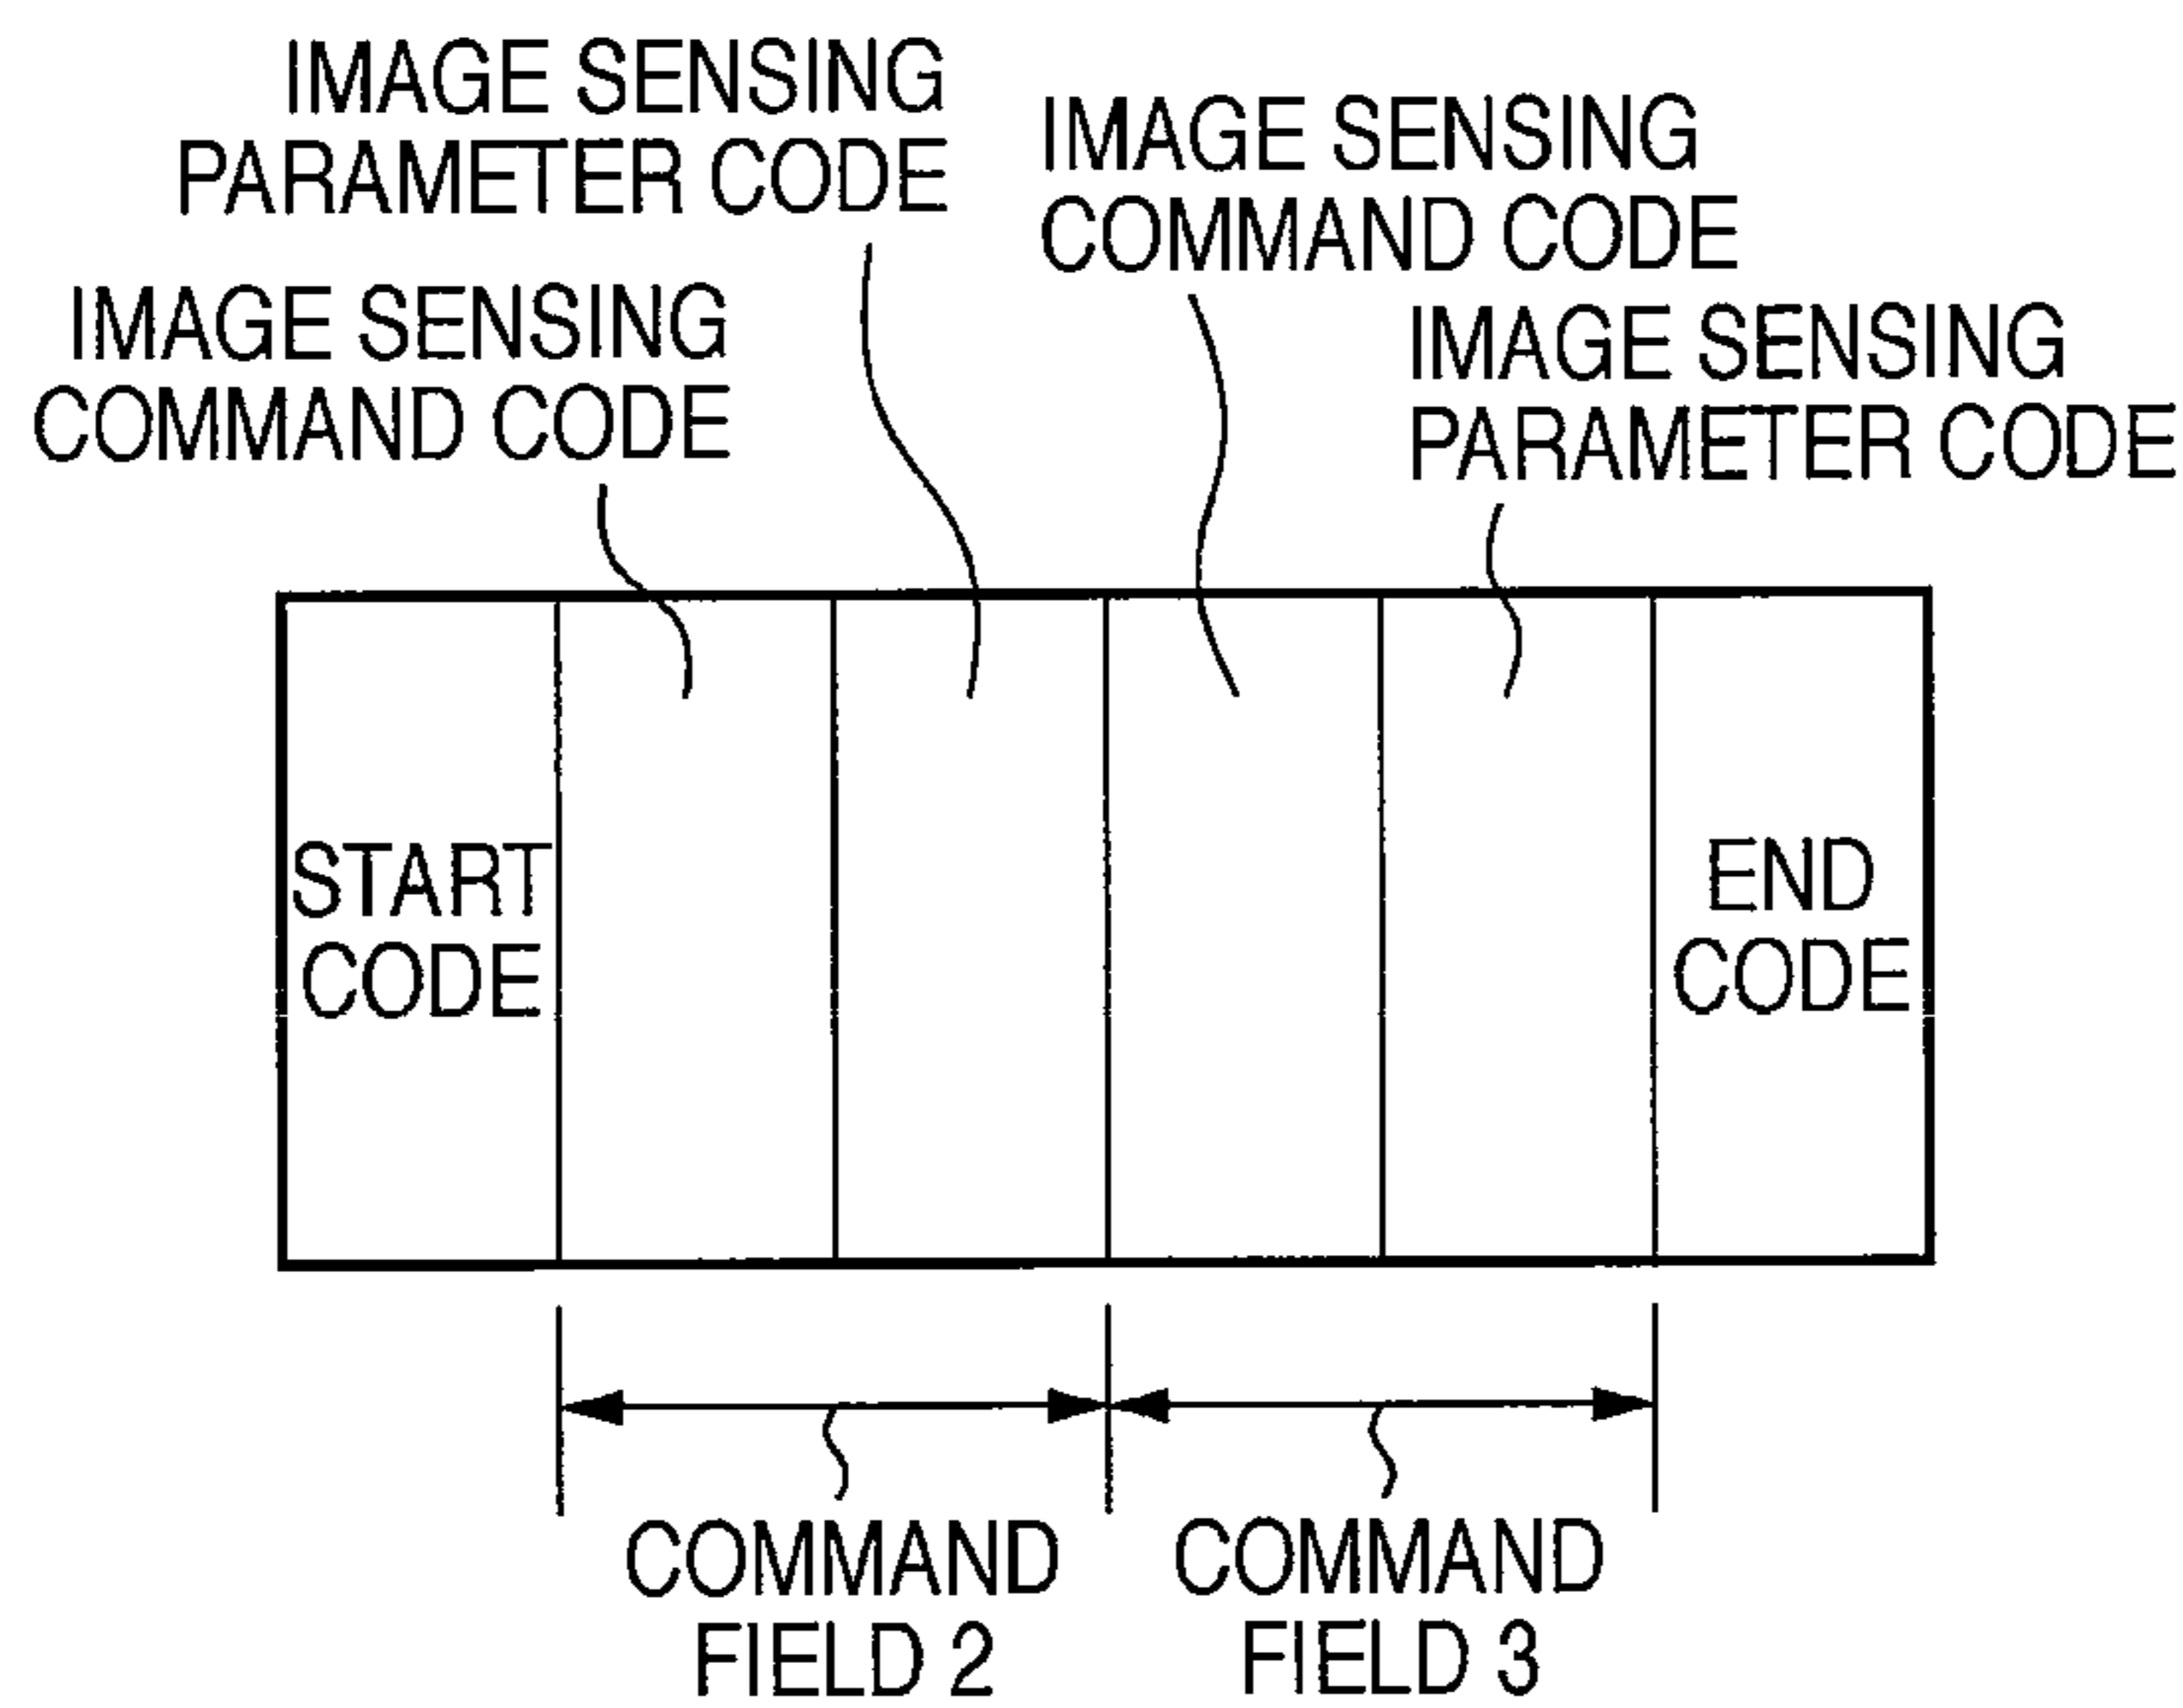 IMAGE SENSING
PARAMETER CODE
IMAGE SENSING
COMMAND CODE
IMAGE SENSING
COMMAND CODE
IMAGE SENSING
PARAMETER CODE
START
CODE
END
CODE
COMMAND
FIELD 2
COMMAND
FIELD 3